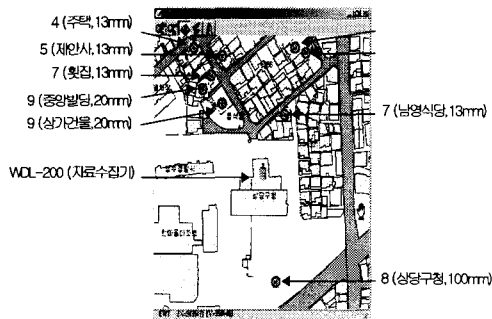 4 (주택,13mm)
5 (제안사,13mm)
7 (횟집,13mm)
9 (중앙빌딩,20mm)
9 (상가건물,20mm)
7 (남영식당,13mm)
WDL-200 (자료수집기)
8 (상당구청,100mm)